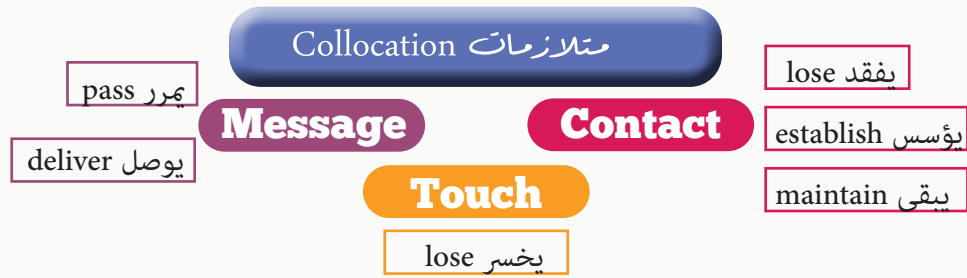 متلازمات Collocation
يمرر pass
Message
يوصل deliver
Contact
يفقد lose
يؤسس establish
يبقى maintain
Touch
يخسر lose